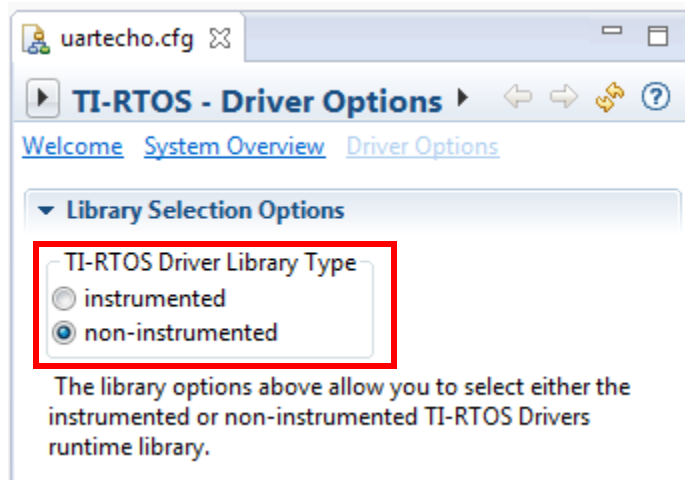 uartecho.cfg
TI-RTOS - Driver Options
Welcome System Overview Driver Options
Library Selection Options
TI-RTOS Driver Library Type
instrumented
non-instrumented
The library options above allow you to select either the
instrumented or non-instrumented TI-RTOS Drivers
runtime library.